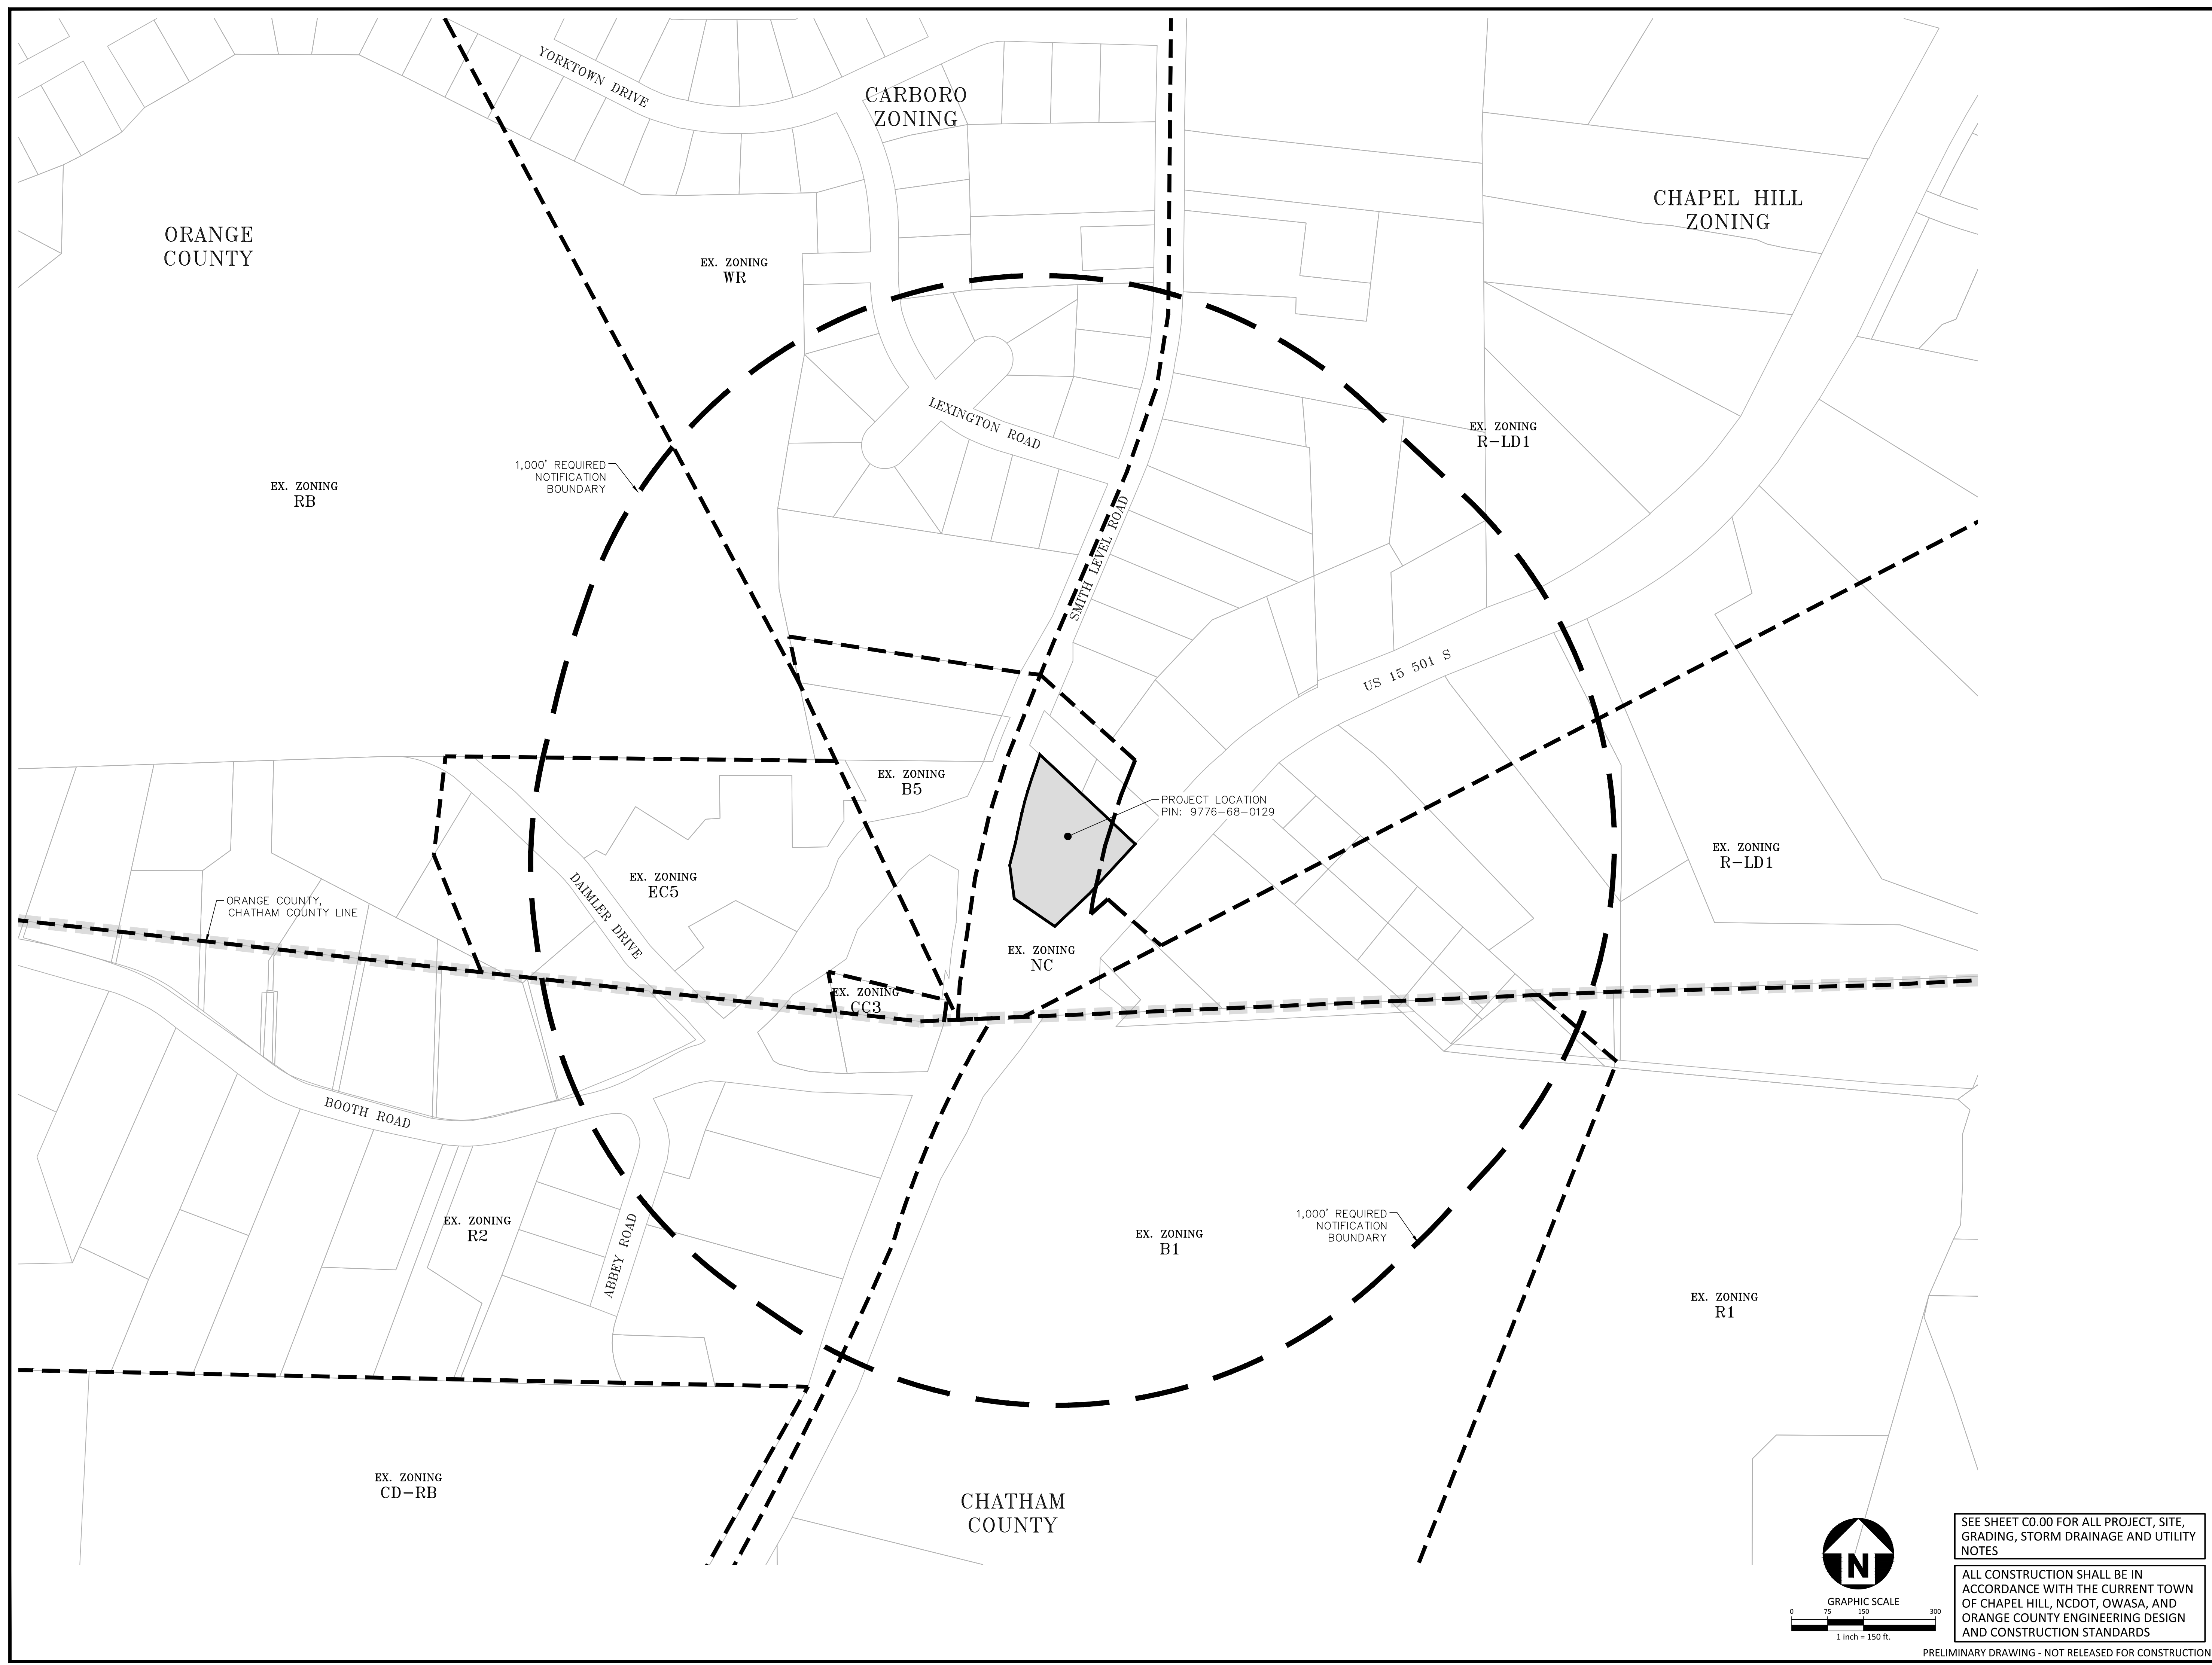 YORKTOWN DRIVE
CARBORO
ZONING
CHAPEL HILL
ZONING
ORANGE
COUNTY
EX. ZONING
WR
LEXINGTON ROAD
EX. ZONING
R-LD1
1,000' REQUIRED
NOTIFICATION
BOUNDARY
EX. ZONING
RB
SMITH LEVEL ROAD
US 15 501 S
EX. ZONING
B5
PROJECT LOCATION
PIN: 9776-68-0129
EX. ZONING
R-LD1
EX. ZONING
EC5
DAIMLER DRIVE
ORANGE COUNTY,
CHATHAM COUNTY LINE
EX. ZONING
NC
EX. ZONING
CC3
BOOTH ROAD
EX. ZONING
R2
ABBEY ROAD
EX. ZONING
B1
1,000' REQUIRED
NOTIFICATION
BOUNDARY
EX. ZONING
R1
EX. ZONING
CD-RB
CHATHAM
COUNTY
N
GRAPHIC SCALE
0 75 150 300
1 inch = 150 ft.
SEE SHEET C0.00 FOR ALL PROJECT, SITE,
GRADING, STORM DRAINAGE AND UTILITY
NOTES
ALL CONSTRUCTION SHALL BE IN
ACCORDANCE WITH THE CURRENT TOWN
OF CHAPEL HILL, NCDOT, OWASA, AND
ORANGE COUNTY ENGINEERING DESIGN
AND CONSTRUCTION STANDARDS
PRELIMINARY DRAWING - NOT RELEASED FOR CONSTRUCTION